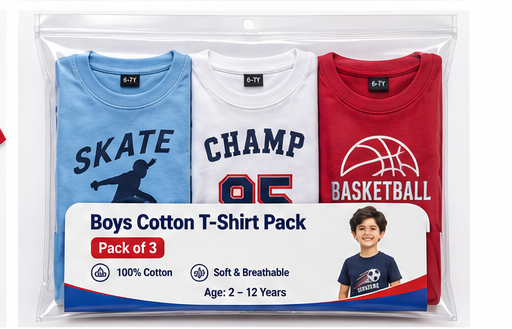 6-7Y
6-7Y
6-7Y
SKATE
CHAMP
95
BASKETBALL
Boys Cotton T-Shirt Pack
Pack of 3
100% Cotton
Soft & Breathable
Age: 2 – 12 Years